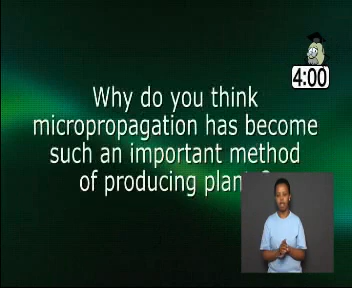 4:00
Why do you think
micropropagation has become
such an important method
of producing